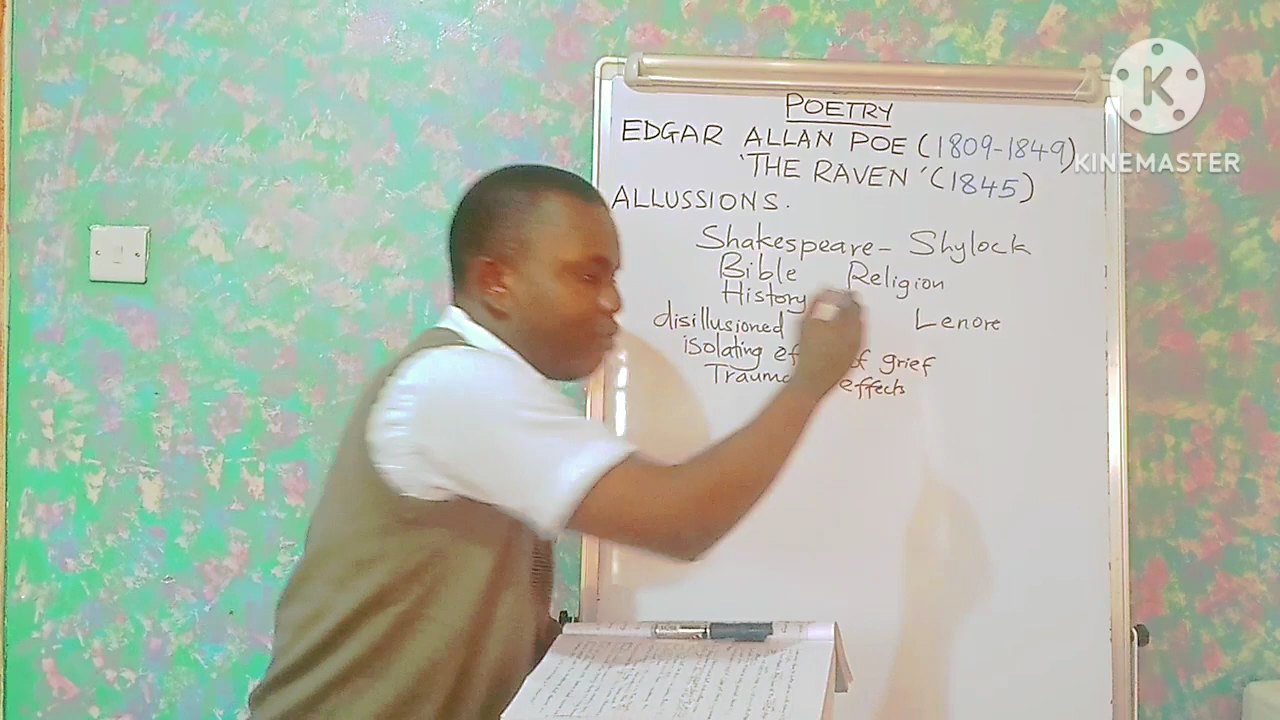 POETRY
EDGAR ALLAN POE (1809-1849)
'THE RAVEN' (1845)
ALLUSSIONS.
Shakespeare - Shylock
Bible Religion
History
disillusioned Lenore
isolating of grief
effects
K
KINEMASTER